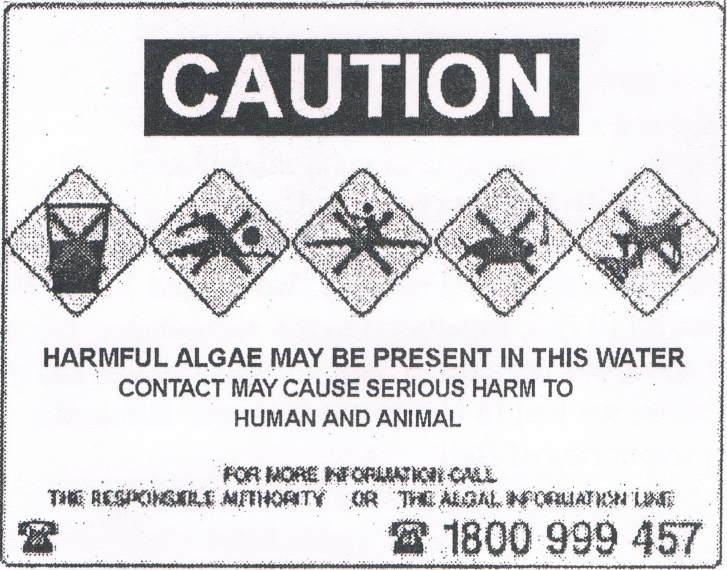 CAUTION
HARMFUL ALGAE MAY BE PRESENT IN THIS WATER
CONTACT MAY CAUSE SERIOUS HARM TO
HUMAN AND ANIMAL
FOR MORE INFORMATION CALL
THE RESPONSIBLE AUTHORITY OR THE ALGAL INFORMATION LINE
1800 999 457